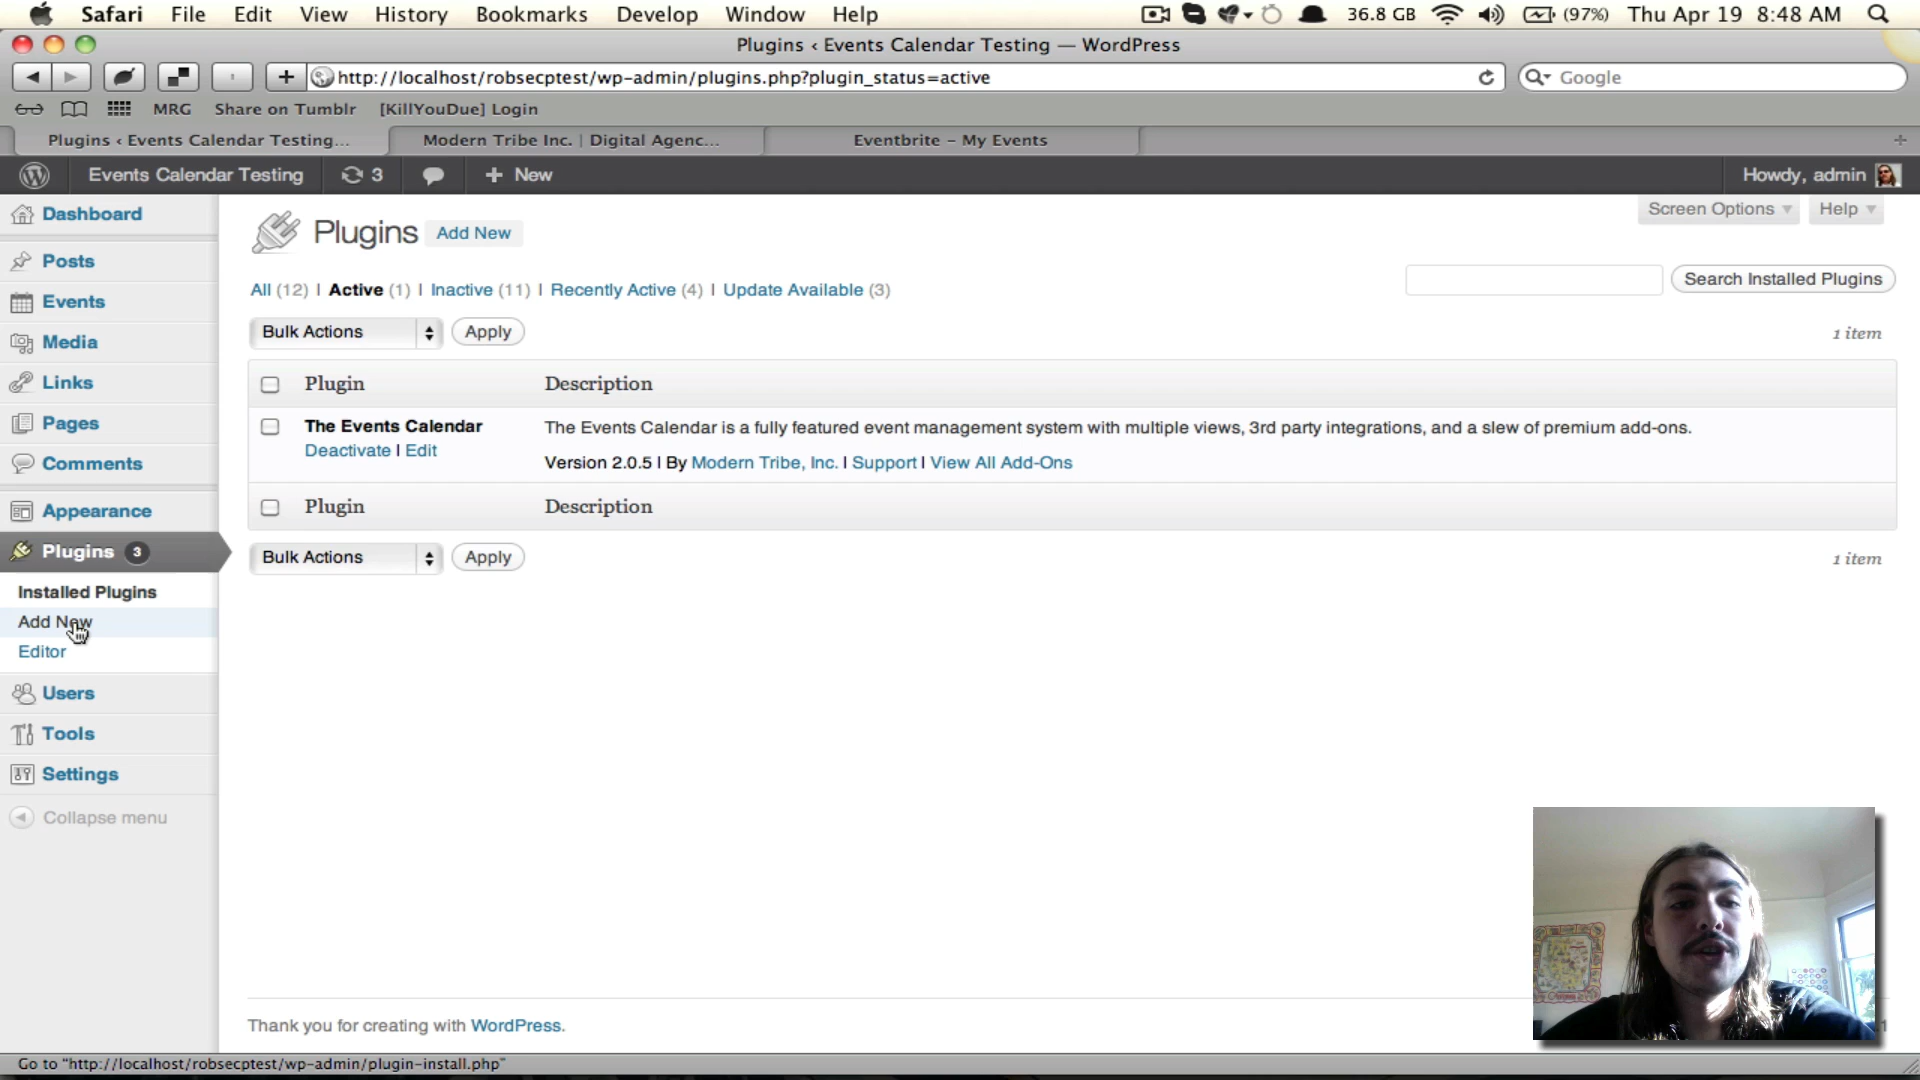 Safari File Edit View History Bookmarks Develop Window Help 36.8 GB (97%) Thu Apr 19 8:48 AM
Plugins ‹ Events Calendar Testing — WordPress
http://localhost/robsecptest/wp-admin/plugins.php?plugin_status=active Google
MRG Share on Tumblr [KillYouDue] Login
Plugins ‹ Events Calendar Testing... Modern Tribe Inc. | Digital Agenc... Eventbrite – My Events
Events Calendar Testing 3 + New Howdy, admin
Dashboard
Posts
Events
Media
Links
Pages
Comments
Appearance
Plugins 3
Installed Plugins
Add New
Editor
Users
Tools
Settings
Collapse menu
Screen Options Help
Plugins Add New
All (12) | Active (1) | Inactive (11) | Recently Active (4) | Update Available (3)
Search Installed Plugins
Bulk Actions Apply 1 item
Plugin Description
The Events Calendar The Events Calendar is a fully featured event management system with multiple views, 3rd party integrations, and a slew of premium add-ons.
Deactivate | Edit
Version 2.0.5 | By Modern Tribe, Inc. | Support | View All Add-Ons
Plugin Description
Bulk Actions Apply 1 item
Thank you for creating with WordPress.
Go to "http://localhost/robsecptest/wp-admin/plugin-install.php"